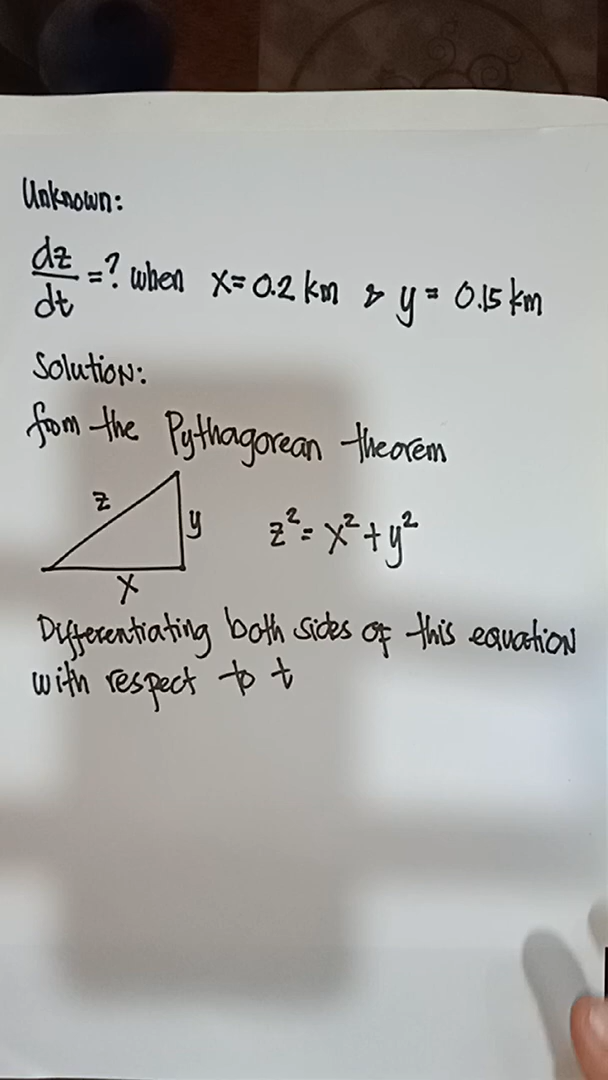 Unknown:
dz/dt =? when x= 0.2 km & y = 0.15 km
Solution:
from the Pythagorean theorem
z
y
z²= x²+y²
x
Differentiating both sides of this equation
with respect to t